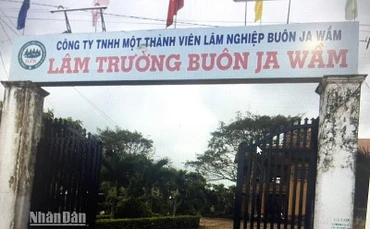 CÔNG TY TNHH MỘT THÀNH VIÊN LÂM NGHIỆP BUÔN JA WẦM
LÂM TRƯỜNG BUÔN JA WẦM
NhânDân